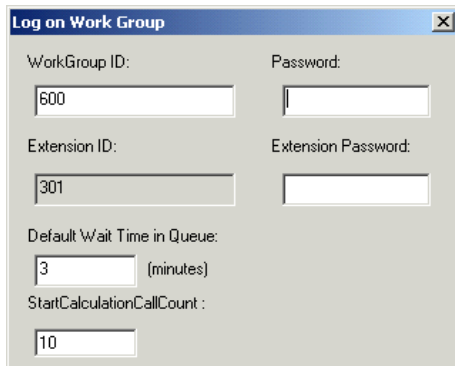 Log on Work Group
WorkGroup ID: Password:
600
Extension ID: Extension Password:
301
Default Wait Time in Queue:
3 (minutes)
StartCalculationCallCount :
10